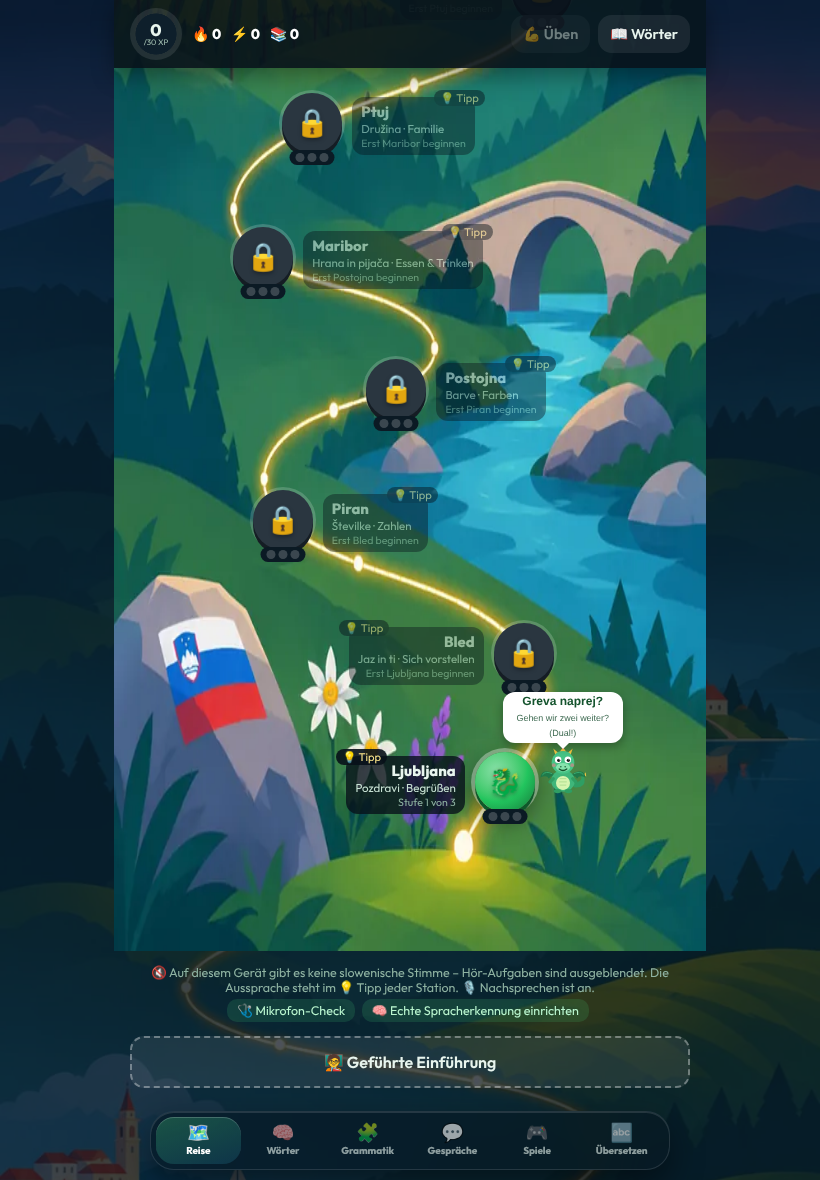 0
/30 XP
🔥 0 ⚡ 0 📚 0
💪 Üben
📖 Wörter
💡 Tipp
Ptuj
Družina · Familie
Erst Maribor beginnen
💡 Tipp
Maribor
Hrana in pijača · Essen & Trinken
Erst Postojna beginnen
💡 Tipp
Postojna
Barve · Farben
Erst Piran beginnen
💡 Tipp
Piran
Številke · Zahlen
Erst Bled beginnen
💡 Tipp
Bled
Jaz in ti · Sich vorstellen
Erst Ljubljana beginnen
Greva naprej?
Gehen wir zwei weiter?
(Dual!)
💡 Tipp
Ljubljana
Pozdravi · Begrüßen
Stufe 1 von 3
🔇 Auf diesem Gerät gibt es keine slowenische Stimme – Hör-Aufgaben sind ausgeblendet. Die
Aussprache steht im 💡 Tipp jeder Station. 🎙️ Nachsprechen ist an.
🩺 Mikrofon-Check
🧠 Echte Spracherkennung einrichten
🧑‍🏫 Geführte Einführung
Reise
Wörter
Grammatik
Gespräche
Spiele
🔤 Übersetzen